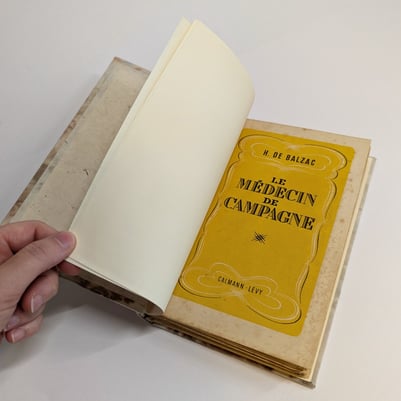 H. DE BALZAC
LE
MÉDECIN
DE
CAMPAGNE
CALMANN-LÉVY